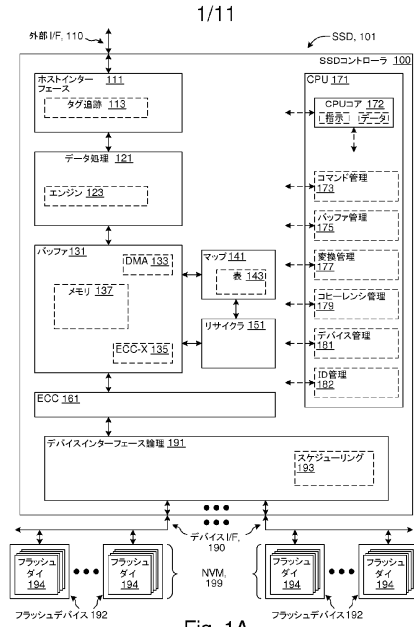 1/11
外部I/F, 110
SSD, 101
SSDコントローラ 100
ホストインター
フェース 111
タグ追跡 113
CPU 171
CPUコア 172
指示 データ
データ処理 121
エンジン 123
コマンド管理
173
バッファ管理
175
バッファ 131
DMA 133
メモリ 137
ECC-X 135
マップ 141
表 143
リサイクラ 151
変換管理
177
コヒーレンシ管理
179
デバイス管理
181
ID管理
182
ECC 161
デバイスインターフェース論理 191
スケジューリング
193
デバイスI/F,
190
フラッシュ
ダイ
194
フラッシュ
ダイ
194
NVM,
199
フラッシュ
ダイ
194
フラッシュ
ダイ
194
フラッシュデバイス 192
フラッシュデバイス 192
Fig. 1A